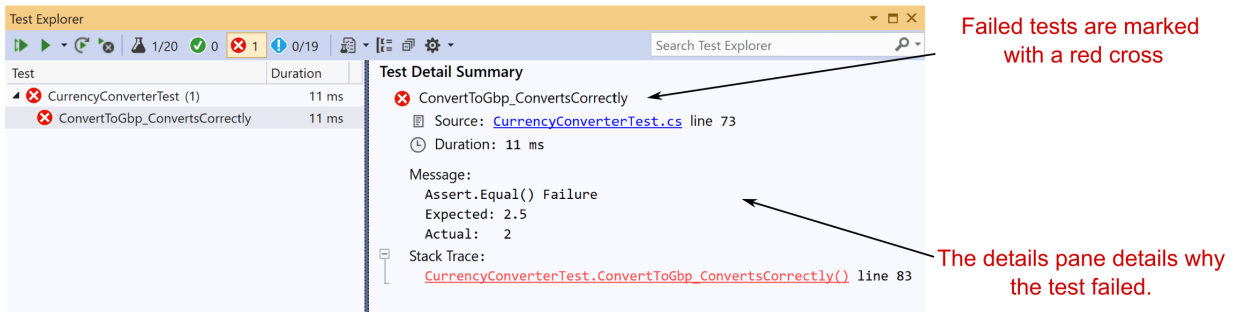 Test Explorer
1/20 0 1 0/19 Search Test Explorer
Test Duration
CurrencyConverterTest (1) 11 ms
ConvertToGbp_ConvertsCorrectly 11 ms
Test Detail Summary
ConvertToGbp_ConvertsCorrectly
Source: CurrencyConverterTest.cs line 73
Duration: 11 ms
Message:
Assert.Equal() Failure
Expected: 2.5
Actual: 2
Stack Trace:
CurrencyConverterTest.ConvertToGbp_ConvertsCorrectly() line 83
Failed tests are marked
with a red cross
The details pane details why
the test failed.